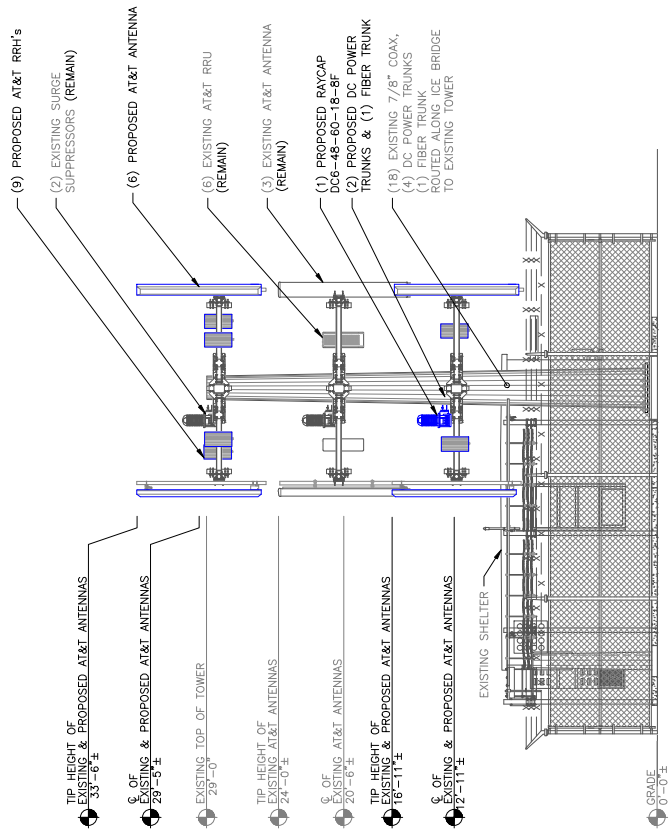 (9) PROPOSED AT&T RRH's
(2) EXISTING SURGE
SUPPRESSORS (REMAIN)
(6) PROPOSED AT&T ANTENNA
(6) EXISTING AT&T RRU
(REMAIN)
(3) EXISTING AT&T ANTENNA
(REMAIN)
(1) PROPOSED RAYCAP
DC6-48-60-18-8F
(2) PROPOSED DC POWER
TRUNKS & (1) FIBER TRUNK
(18) EXISTING 7/8" COAX,
(4) DC POWER TRUNKS
(1) FIBER TRUNK
ROUTED ALONG ICE BRIDGE
TO EXISTING TOWER
TIP HEIGHT OF
EXISTING & PROPOSED AT&T ANTENNAS
33'-6"±
℄ OF
EXISTING & PROPOSED AT&T ANTENNAS
29'-5"±
EXISTING TOP OF TOWER
29'-0"
TIP HEIGHT OF
EXISTING AT&T ANTENNAS
24'-0"±
℄ OF
EXISTING AT&T ANTENNAS
20'-6"±
TIP HEIGHT OF
EXISTING & PROPOSED AT&T ANTENNAS
16'-11"±
℄ OF
EXISTING & PROPOSED AT&T ANTENNAS
12'-11"±
EXISTING SHELTER
GRADE
0'-0"±